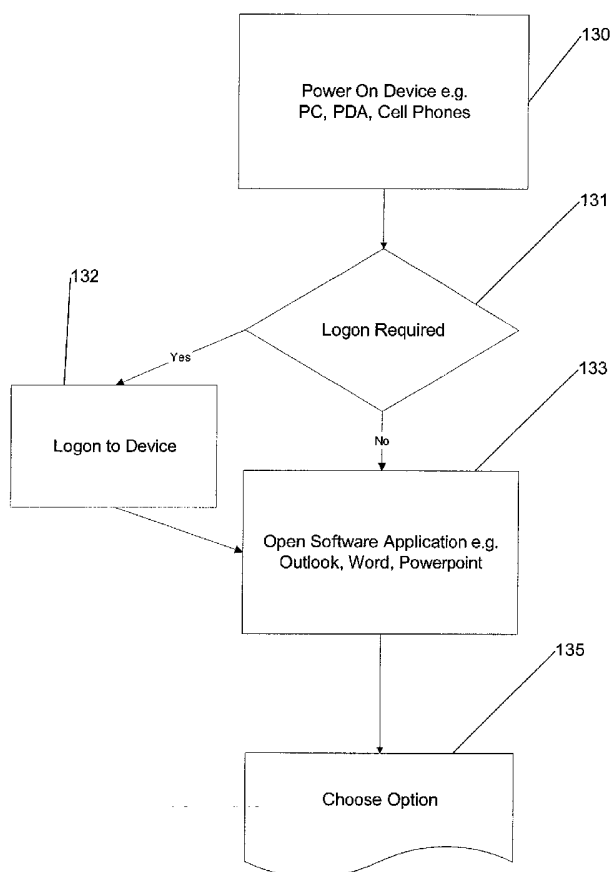 130
Power On Device e.g.
PC, PDA, Cell Phones
131
Logon Required
132
Yes
133
Logon to Device
No
Open Software Application e.g.
Outlook, Word, Powerpoint
135
Choose Option